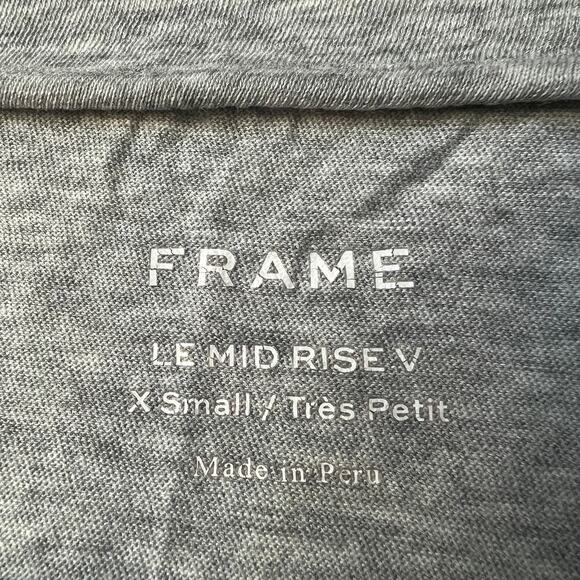 FRAME
LE MID RISE V
X Small / Très Petit
Made in Peru